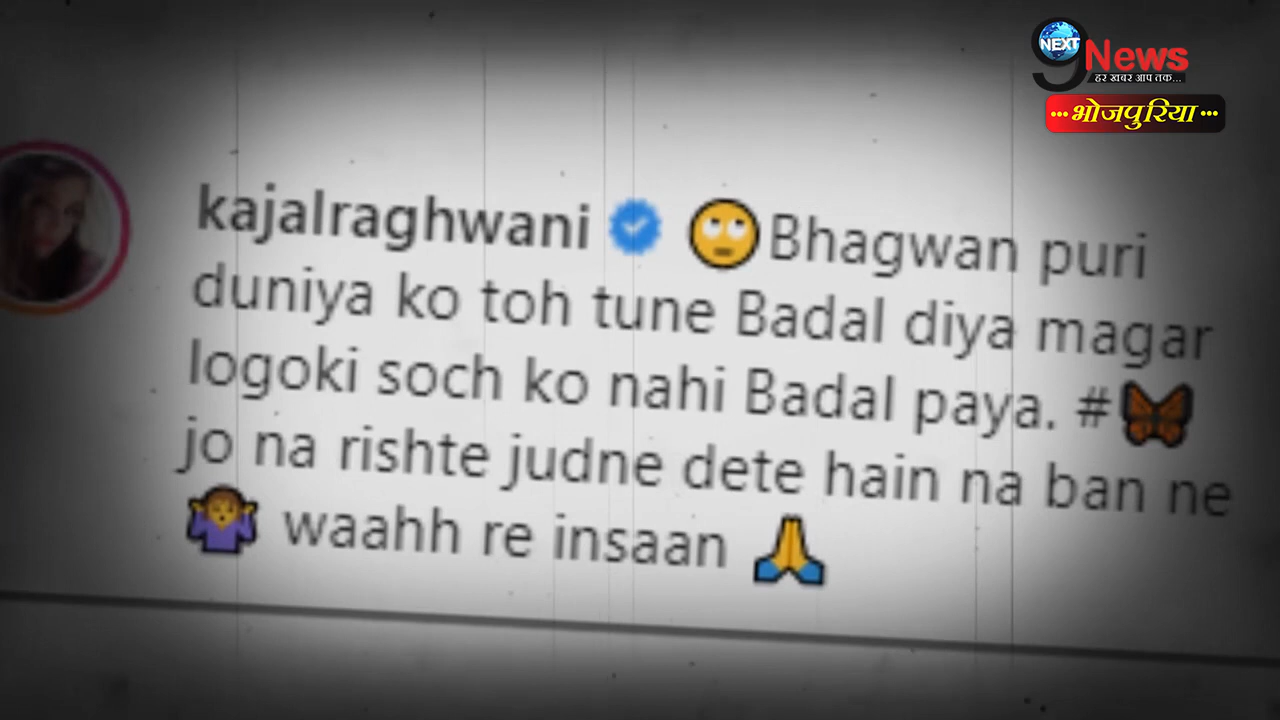 NEXT
9 News
हर खबर आप तक...
...भोजपुरिया...
kajalraghwani 🙄Bhagwan puri
duniya ko toh tune Badal diya magar
logoki soch ko nahi Badal paya. #🦋
jo na rishte judne dete hain na ban ne
🤷 waahh re insaan 🙏